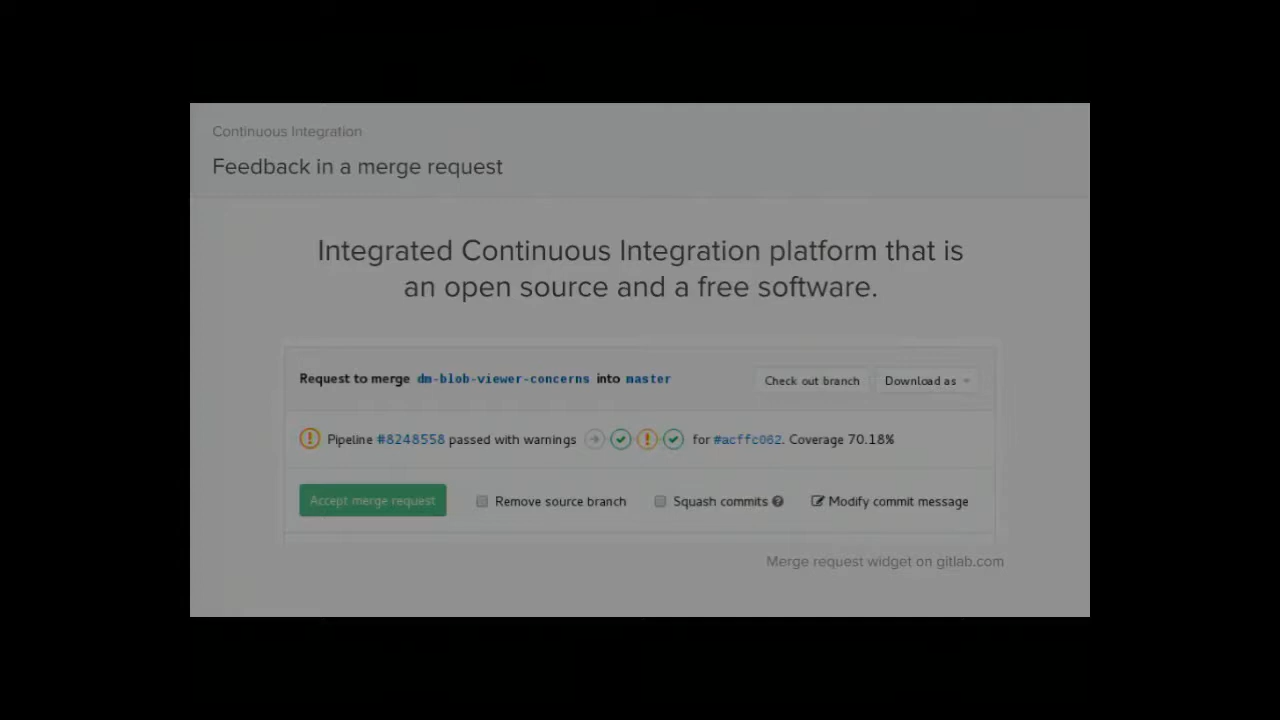 Continuous Integration
Feedback in a merge request
Integrated Continuous Integration platform that is
an open source and a free software.
Request to merge dm-blob-viewer-concerns into master
Check out branch
Download as
Pipeline #8248558 passed with warnings for #acffc062. Coverage 70.18%
Accept merge request
Remove source branch
Squash commits
Modify commit message
Merge request widget on gitlab.com